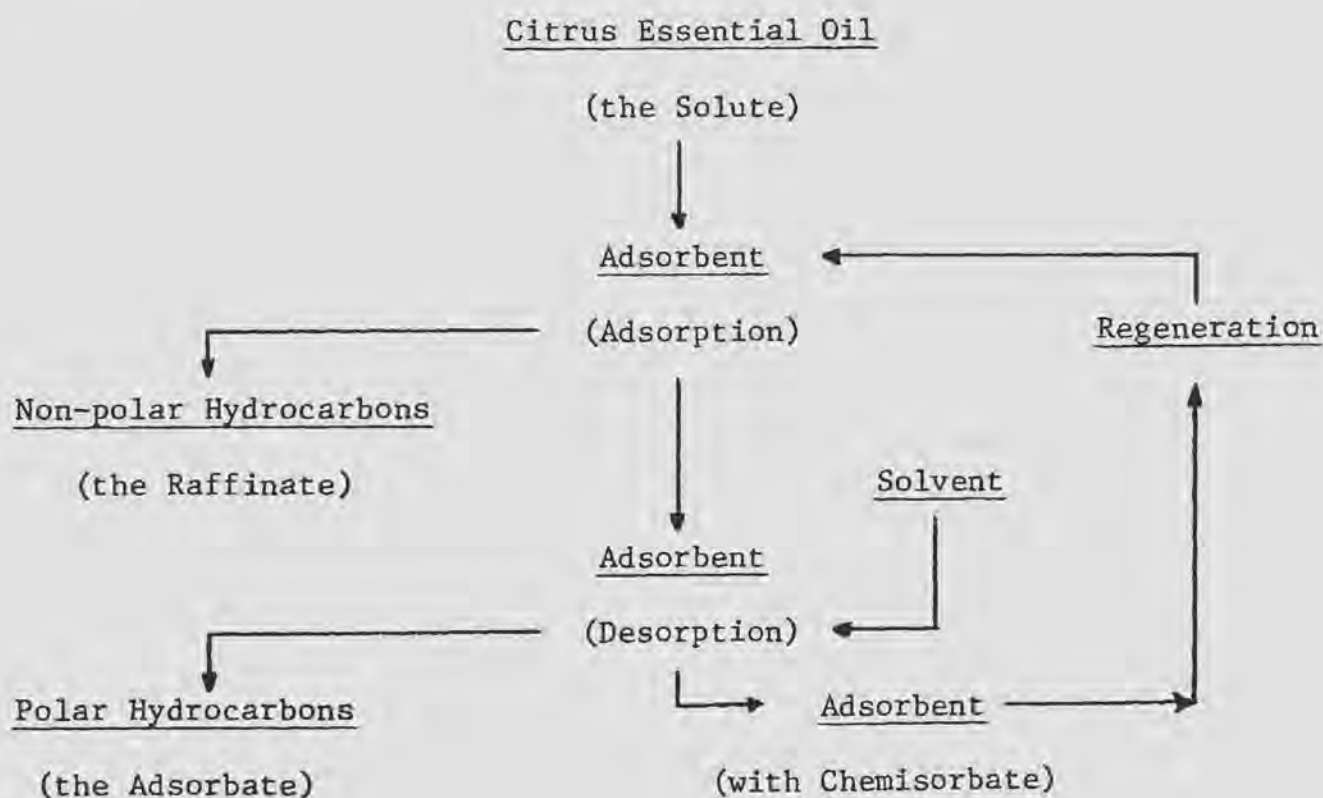 Citrus Essential Oil
(the Solute)
Adsorbent
(Adsorption)
Regeneration
Non-polar Hydrocarbons
(the Raffinate)
Solvent
Adsorbent
(Desorption)
Polar Hydrocarbons
(the Adsorbate)
Adsorbent
(with Chemisorbate)